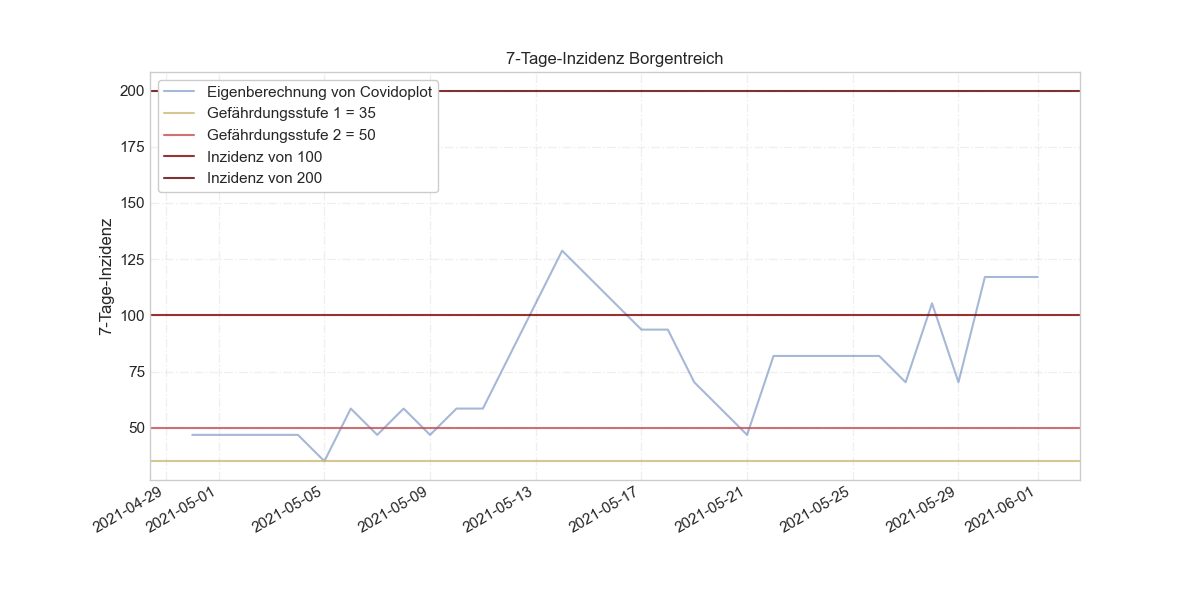 7-Tage-Inzidenz Borgentreich
Eigenberechnung von Covidoplot
Gefährdungsstufe 1 = 35
Gefährdungsstufe 2 = 50
Inzidenz von 100
Inzidenz von 200
7-Tage-Inzidenz
200
175
150
125
100
75
50
2021-04-29
2021-05-01
2021-05-05
2021-05-09
2021-05-13
2021-05-17
2021-05-21
2021-05-25
2021-05-29
2021-06-01